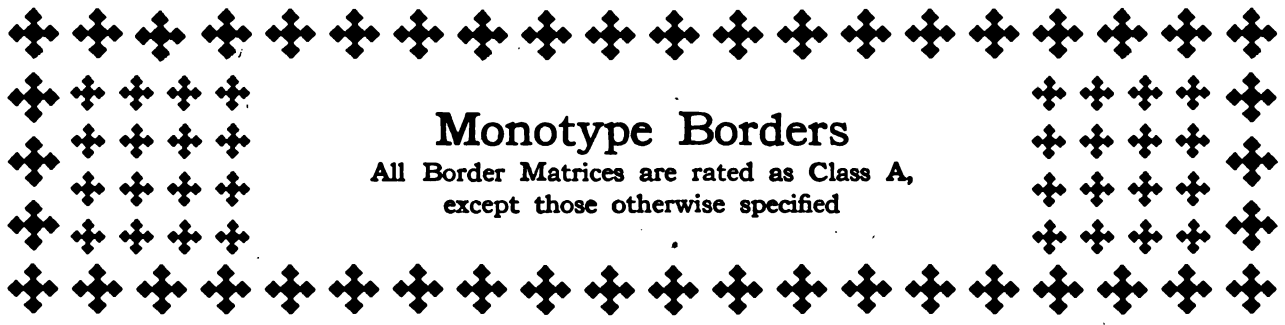 Monotype Borders
All Border Matrices are rated as Class A,
except those otherwise specified